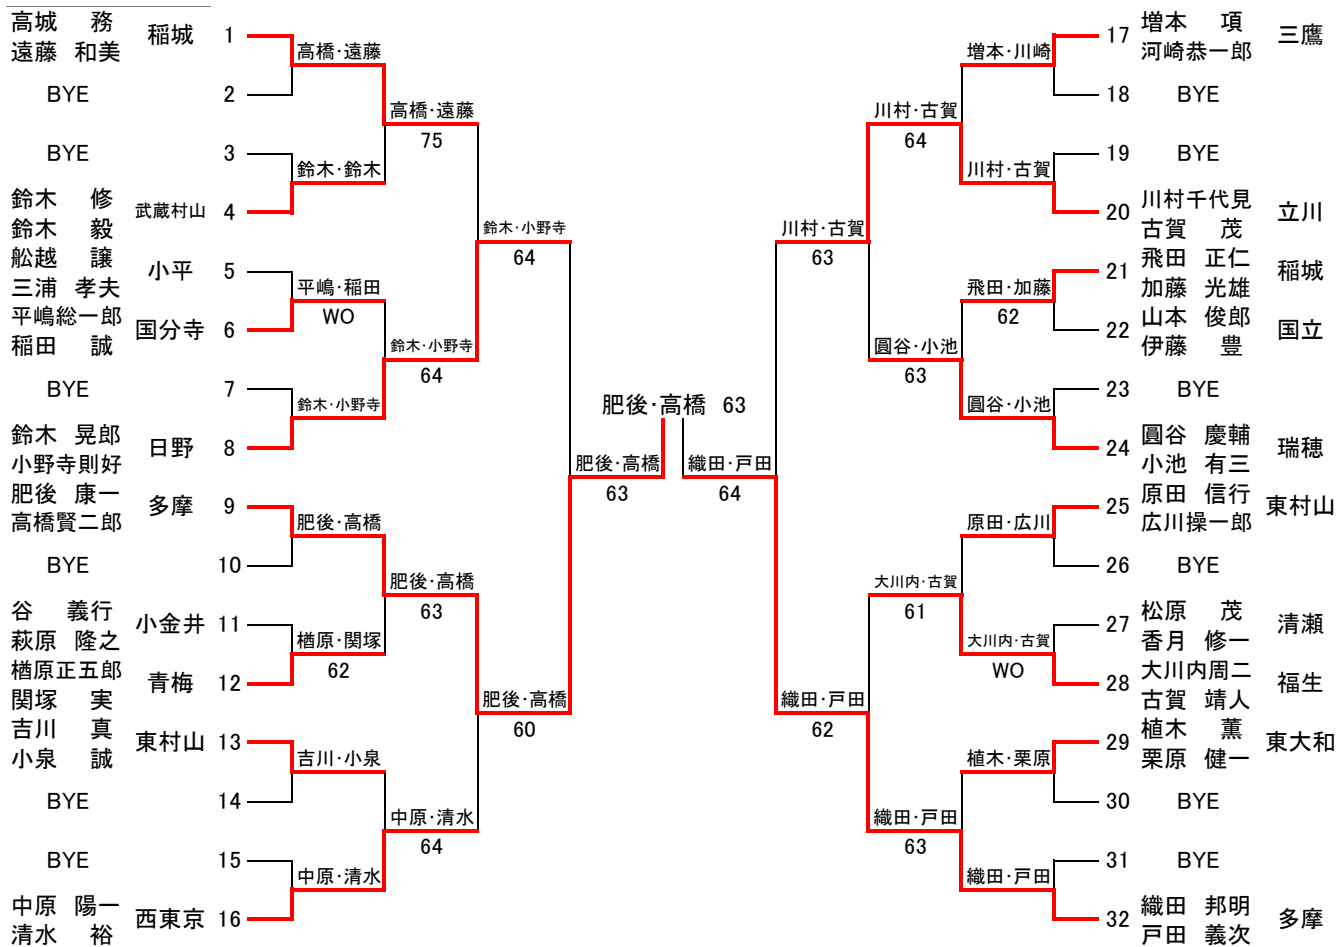 高城 務 稲城 1
遠藤 和美
BYE 2
BYE 3
鈴木 修 武蔵村山 4
鈴木 毅
舩越 譲 小平 5
三浦 孝夫
平嶋総一郎 国分寺 6
稲田 誠
BYE 7
鈴木 晃郎 日野 8
小野寺則好
肥後 康一 多摩 9
高橋賢二郎
BYE 10
谷 義行 小金井 11
萩原 隆之
楢原正五郎 青梅 12
関塚 実
吉川 真 東村山 13
小泉 誠
BYE 14
BYE 15
中原 陽一 西東京 16
清水 裕
高橋・遠藤
鈴木・鈴木
平嶋・稲田
WO
鈴木・小野寺
肥後・高橋
楢原・関塚
62
吉川・小泉
中原・清水
高橋・遠藤
75
鈴木・小野寺
64
肥後・高橋
63
中原・清水
64
鈴木・小野寺
64
肥後・高橋
60
肥後・高橋
63
肥後・高橋 63
織田・戸田
64
川村・古賀
63
織田・戸田
62
川村・古賀
64
圓谷・小池
63
大川内・古賀
61
織田・戸田
63
増本・川崎
川村・古賀
飛田・加藤
62
圓谷・小池
原田・広川
大川内・古賀
WO
植木・栗原
織田・戸田
17 増本 項 三鷹
河崎恭一郎
18 BYE
19 BYE
20 川村千代見 立川
古賀 茂
21 飛田 正仁 稲城
加藤 光雄
22 山本 俊郎 国立
伊藤 豊
23 BYE
24 圓谷 慶輔 瑞穂
小池 有三
25 原田 信行 東村山
広川操一郎
26 BYE
27 松原 茂 清瀬
香月 修一
28 大川内周二 福生
古賀 靖人
29 植木 薫 東大和
栗原 健一
30 BYE
31 BYE
32 織田 邦明 多摩
戸田 義次